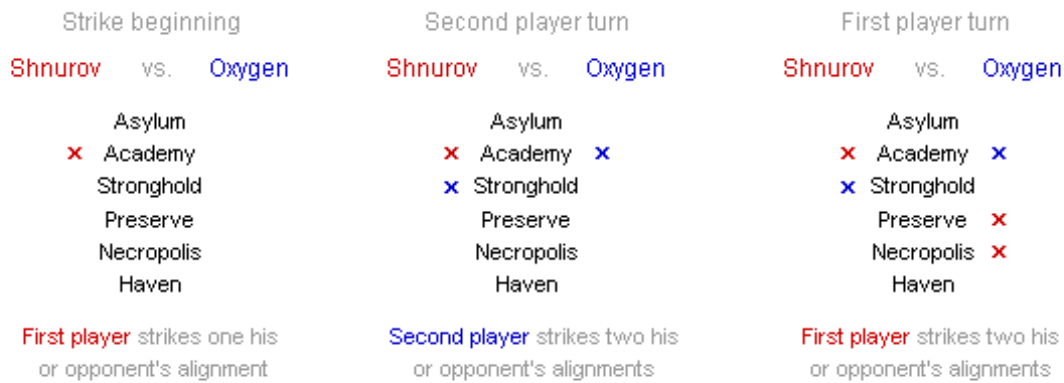 Strike beginning
Shnurov vs. Oxygen
Asylum
× Academy
Stronghold
Preserve
Necropolis
Haven
First player strikes one his
or opponent's alignment
Second player turn
Shnurov vs. Oxygen
Asylum
× Academy ×
× Stronghold
Preserve
Necropolis
Haven
Second player strikes two his
or opponent's alignments
First player turn
Shnurov vs. Oxygen
Asylum
× Academy ×
× Stronghold
Preserve ×
Necropolis ×
Haven
First player strikes two his
or opponent's alignments